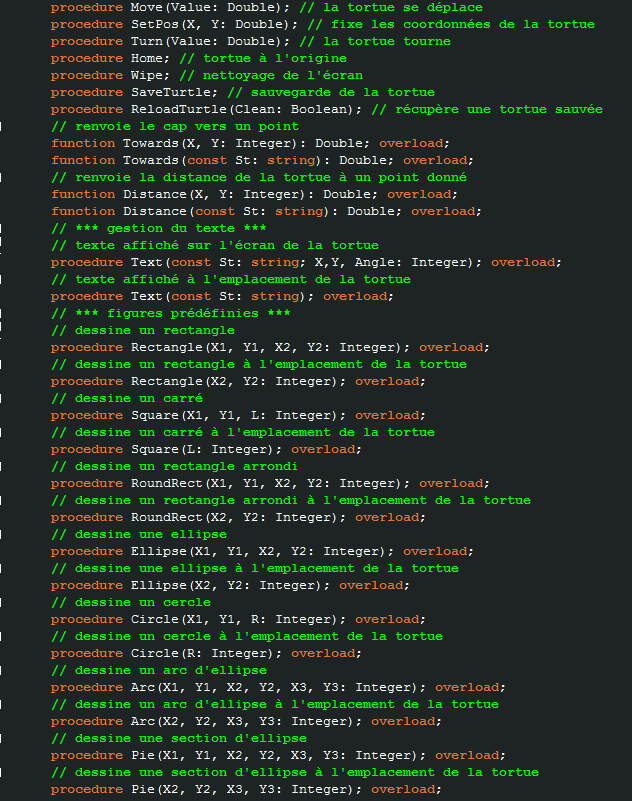 procedure Move(Value: Double); // la tortue se déplace
procedure SetPos(X, Y: Double); // fixe les coordonnées de la tortue
procedure Turn(Value: Double); // la tortue tourne
procedure Home; // tortue à l'origine
procedure Wipe; // nettoyage de l'écran
procedure SaveTurtle; // sauvegarde de la tortue
procedure ReloadTurtle(Clean: Boolean); // récupère une tortue sauvée
// renvoie le cap vers un point
function Towards(X, Y: Integer): Double; overload;
function Towards(const St: string): Double; overload;
// renvoie la distance de la tortue à un point donné
function Distance(X, Y: Integer): Double; overload;
function Distance(const St: string): Double; overload;
// *** gestion du texte ***
// texte affiché sur l'écran de la tortue
procedure Text(const St: string; X,Y, Angle: Integer); overload;
// texte affiché à l'emplacement de la tortue
procedure Text(const St: string); overload;
// *** figures prédéfinies ***
// dessine un rectangle
procedure Rectangle(X1, Y1, X2, Y2: Integer); overload;
// dessine un rectangle à l'emplacement de la tortue
procedure Rectangle(X2, Y2: Integer); overload;
// dessine un carré
procedure Square(X1, Y1, L: Integer); overload;
// dessine un carré à l'emplacement de la tortue
procedure Square(L: Integer); overload;
// dessine un rectangle arrondi
procedure RoundRect(X1, Y1, X2, Y2: Integer); overload;
// dessine un rectangle arrondi à l'emplacement de la tortue
procedure RoundRect(X2, Y2: Integer); overload;
// dessine une ellipse
procedure Ellipse(X1, Y1, X2, Y2: Integer); overload;
// dessine une ellipse à l'emplacement de la tortue
procedure Ellipse(X2, Y2: Integer); overload;
// dessine un cercle
procedure Circle(X1, Y1, R: Integer); overload;
// dessine un cercle à l'emplacement de la tortue
procedure Circle(R: Integer); overload;
// dessine un arc d'ellipse
procedure Arc(X1, Y1, X2, Y2, X3, Y3: Integer); overload;
// dessine un arc d'ellipse à l'emplacement de la tortue
procedure Arc(X2, Y2, X3, Y3: Integer); overload;
// dessine une section d'ellipse
procedure Pie(X1, Y1, X2, Y2, X3, Y3: Integer); overload;
// dessine une section d'ellipse à l'emplacement de la tortue
procedure Pie(X2, Y2, X3, Y3: Integer); overload;